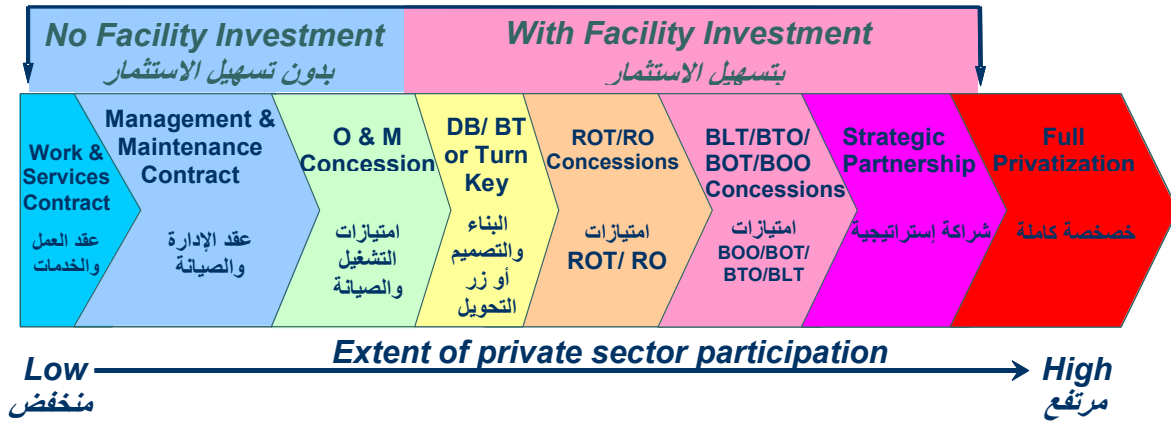 No Facility Investment
بدون تسهيل الاستثمار
With Facility Investment
بتسهيل الاستثمار
Work &
Services
Contract
عقد العمل
والخدمات
Management &
Maintenance
Contract
عقد الإدارة
والصيانة
O & M
Concession
امتيازات
التشغيل
والصيانة
DB/ BT
or Turn
Key
البناء
والتصميم
أو زر
التحويل
ROT/RO
Concessions
امتيازات
ROT/ RO
BLT/BTO/
BOT/BOO
Concessions
امتيازات
BOO/BOT/
BTO/BLT
Strategic
Partnership
شراكة إستراتيجية
Full
Privatization
خصخصة كاملة
Extent of private sector participation
Low
منخفض
High
مرتفع